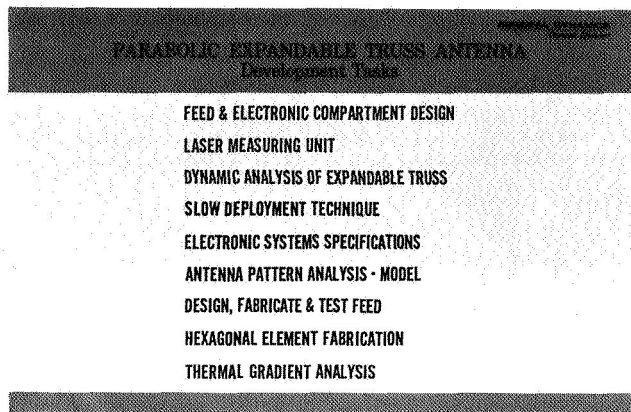 PARABOLIC EXPANDABLE TRUSS ANTENNA
Development Tasks
FEED & ELECTRONIC COMPARTMENT DESIGN
LASER MEASURING UNIT
DYNAMIC ANALYSIS OF EXPANDABLE TRUSS
SLOW DEPLOYMENT TECHNIQUE
ELECTRONIC SYSTEMS SPECIFICATIONS
ANTENNA PATTERN ANALYSIS - MODEL
DESIGN, FABRICATE & TEST FEED
HEXAGONAL ELEMENT FABRICATION
THERMAL GRADIENT ANALYSIS